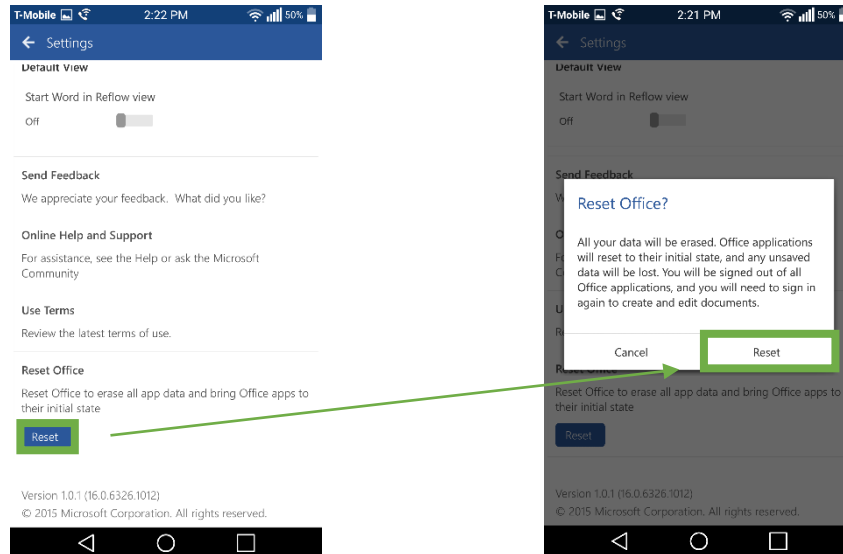 T-Mobile 2:22 PM 50%
Settings
Default View
Start Word in Reflow view
Off
Send Feedback
We appreciate your feedback. What did you like?
Online Help and Support
For assistance, see the Help or ask the Microsoft
Community
Use Terms
Review the latest terms of use.
Reset Office
Reset Office to erase all app data and bring Office apps to
their initial state
Reset
Version 1.0.1 (16.0.6326.1012)
© 2015 Microsoft Corporation. All rights reserved.
T-Mobile 2:21 PM 50%
Settings
Default View
Start Word in Reflow view
Off
Send Feedback
Reset Office?
All your data will be erased. Office applications
will reset to their initial state, and any unsaved
data will be lost. You will be signed out of all
Office applications, and you will need to sign in
again to create and edit documents.
Cancel Reset
Reset Office
Reset Office to erase all app data and bring Office apps to
their initial state
Reset
Version 1.0.1 (16.0.6326.1012)
© 2015 Microsoft Corporation. All rights reserved.